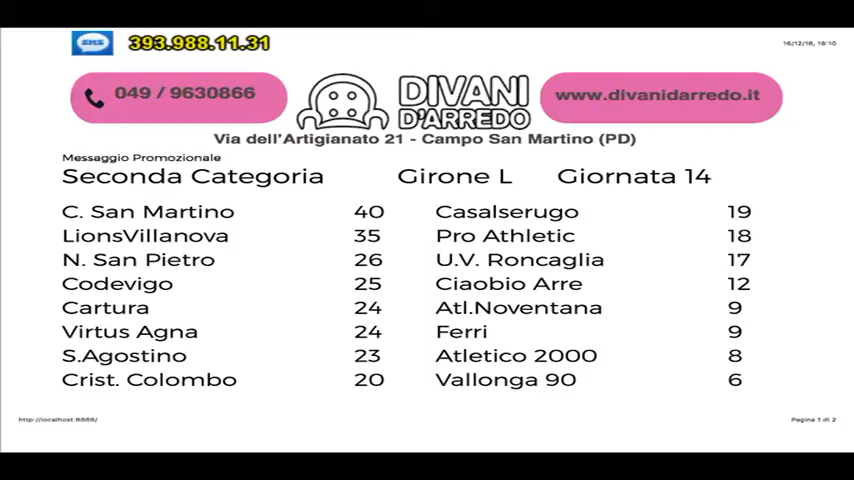 SMS 393.988.11.31
16/12/16, 18:10
049 / 9630866
DIVANI
D'ARREDO
www.divanidarredo.it
Via dell'Artigianato 21 - Campo San Martino (PD)
Messaggio Promozionale
Seconda Categoria Girone L Giornata 14
C. San Martino 40 Casalserugo 19
LionsVillanova 35 Pro Athletic 18
N. San Pietro 26 U.V. Roncaglia 17
Codevigo 25 Ciaobio Arre 12
Cartura 24 Atl.Noventana 9
Virtus Agna 24 Ferri 9
S.Agostino 23 Atletico 2000 8
Crist. Colombo 20 Vallonga 90 6
http://localhost:8888/ Pagina 1 di 2